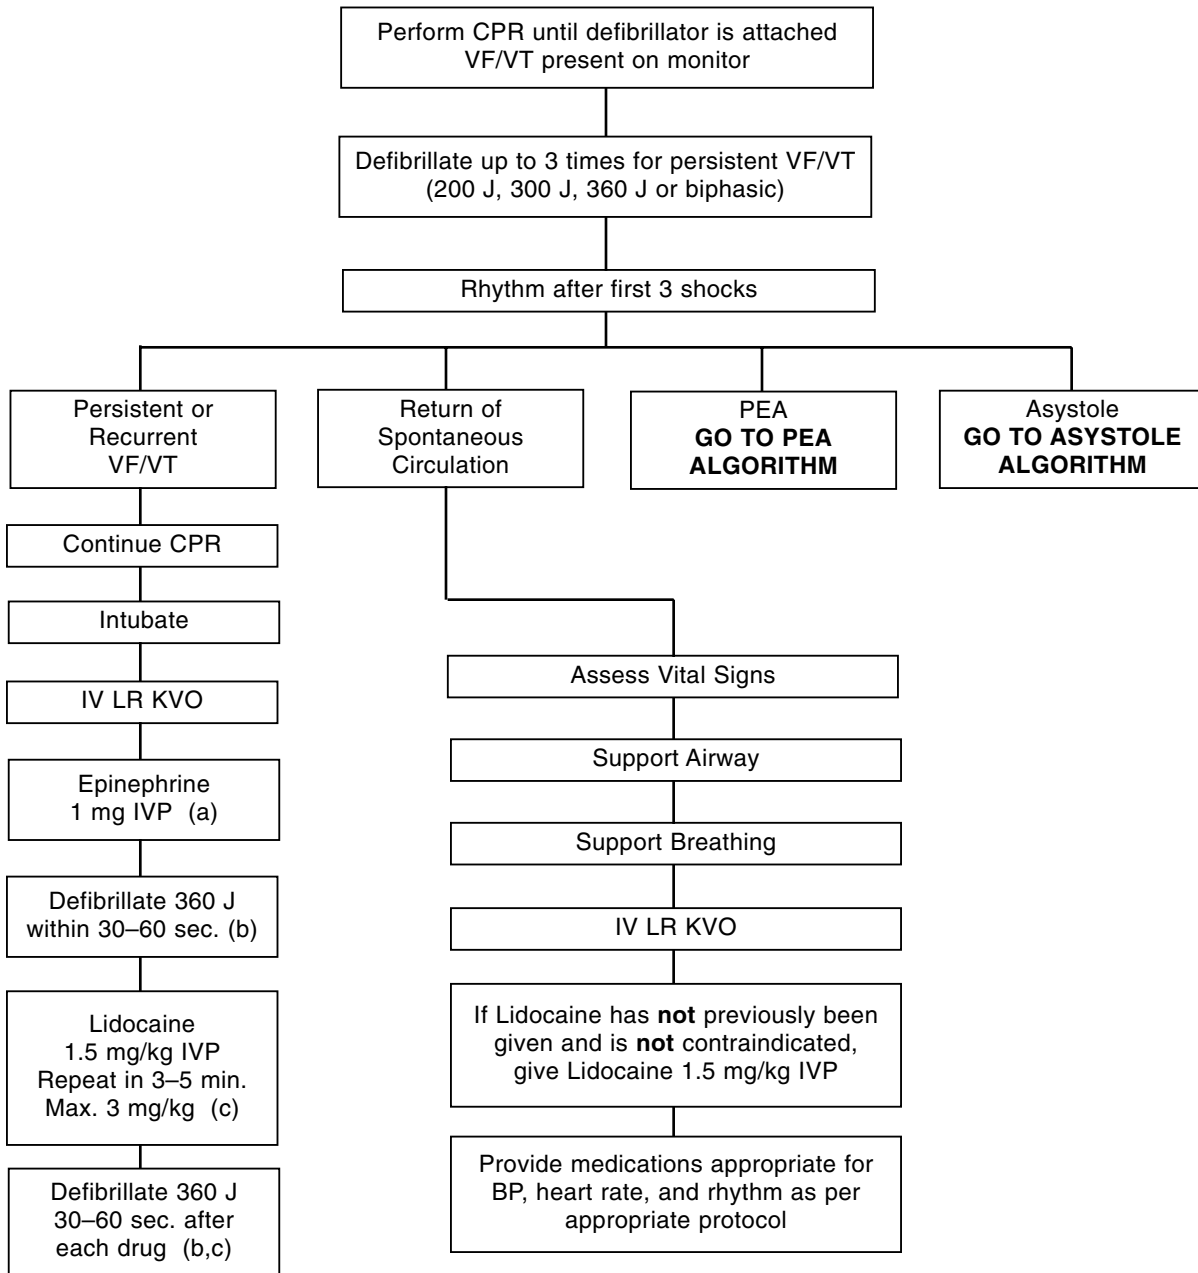 Perform CPR until defibrillator is attached
VF/VT present on monitor
Defibrillate up to 3 times for persistent VF/VT
(200 J, 300 J, 360 J or biphasic)
Rhythm after first 3 shocks
Persistent or
Recurrent
VF/VT
Return of
Spontaneous
Circulation
PEA
GO TO PEA
ALGORITHM
Asystole
GO TO ASYSTOLE
ALGORITHM
Continue CPR
Intubate
IV LR KVO
Epinephrine
1 mg IVP (a)
Defibrillate 360 J
within 30–60 sec. (b)
Lidocaine
1.5 mg/kg IVP
Repeat in 3–5 min.
Max. 3 mg/kg (c)
Defibrillate 360 J
30–60 sec. after
each drug (b,c)
Assess Vital Signs
Support Airway
Support Breathing
IV LR KVO
If Lidocaine has not previously been
given and is not contraindicated,
give Lidocaine 1.5 mg/kg IVP
Provide medications appropriate for
BP, heart rate, and rhythm as per
appropriate protocol